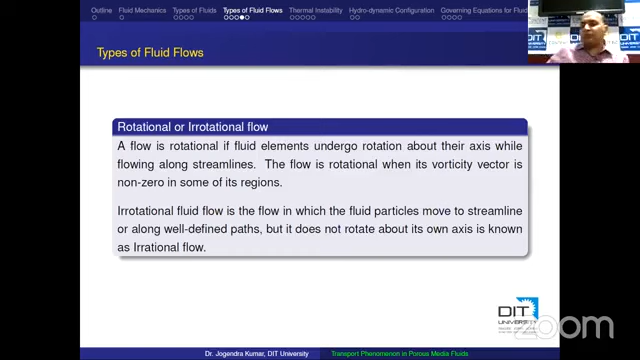 Outline Fluid Mechanics Types of Fluids Types of Fluid Flows Thermal Instability Hydro-dynamic Configuration Governing Equations for Fluid
Types of Fluid Flows
Rotational or Irrotational flow
A flow is rotational if fluid elements undergo rotation about their axis while
flowing along streamlines. The flow is rotational when its vorticity vector is
non-zero in some of its regions.
Irrotational fluid flow is the flow in which the fluid particles move to streamline
or along well-defined paths, but it does not rotate about its own axis is known
as Irrational flow.
DIT
UNIVERSITY
zoom
Dr. Jogendra Kumar, DIT University Transport Phenomenon in Porous Media Fluids